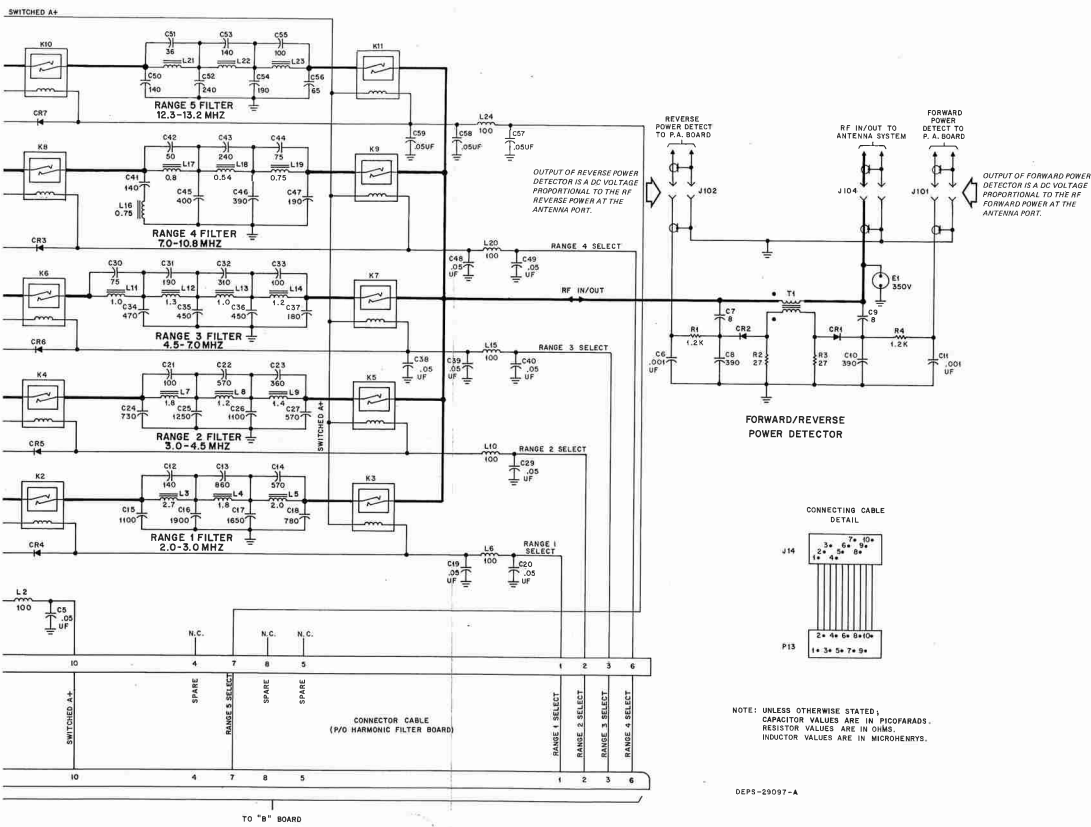 SWITCHED A+
K10
C51
36
C53
140
C55
100
K11
L21
L22
L23
C50
140
C52
240
C54
190
C56
65
RANGE 5 FILTER
12.3-13.2 MHZ
CR7
L24
100
C59
.05UF
C58
.05UF
C57
.05UF
K8
C42
50
C43
240
C44
75
K9
L17
0.8
L18
0.54
L19
0.75
C41
140
C45
400
C46
390
C47
190
L16
0.75
RANGE 4 FILTER
7.0-10.8 MHZ
CR3
L20
100
RANGE 4 SELECT
C48
.05
UF
C49
.05
UF
K6
C30
75
C31
190
C32
310
C33
100
K7
L11
1.0
L12
1.3
L13
1.0
L14
1.2
C34
470
C35
450
C36
450
C37
180
RF IN/OUT
RANGE 3 FILTER
4.5-7.0 MHZ
CR6
L15
100
RANGE 3 SELECT
C38
.05
UF
C39
.05
UF
C40
.05
UF
K4
C21
100
C22
570
C23
360
K5
L7
1.8
L8
1.2
L9
1.4
C24
730
C25
1250
C26
1100
C27
570
SWITCHED A+
RANGE 2 FILTER
3.0-4.5 MHZ
CR5
L10
100
RANGE 2 SELECT
C29
.05
UF
K2
C12
140
C13
860
C14
570
K3
L3
2.7
L4
1.8
L5
2.0
C15
1100
C16
1900
C17
1650
C18
780
RANGE 1 FILTER
2.0-3.0 MHZ
CR4
L6
100
RANGE 1
SELECT
C19
.05
UF
C20
.05
UF
L2
100
C5
.05
UF
N.C.
N.C.
N.C.
10
4
7
8
5
1
2
3
6
SWITCHED A+
SPARE
RANGE 5 SELECT
SPARE
SPARE
CONNECTOR CABLE
(P/O HARMONIC FILTER BOARD)
RANGE 1 SELECT
RANGE 2 SELECT
RANGE 3 SELECT
RANGE 4 SELECT
10
4
7
8
5
1
2
3
6
TO "B" BOARD
REVERSE
POWER DETECT
TO P.A. BOARD
RF IN/OUT TO
ANTENNA SYSTEM
FORWARD
POWER
DETECT TO
P. A. BOARD
OUTPUT OF REVERSE POWER
DETECTOR IS A DC VOLTAGE
PROPORTIONAL TO THE RF
REVERSE POWER AT THE
ANTENNA PORT.
J102
J104
J101
OUTPUT OF FORWARD POWER
DETECTOR IS A DC VOLTAGE
PROPORTIONAL TO THE RF
FORWARD POWER AT THE
ANTENNA PORT.
E1
350V
T1
C7
8
C9
8
R1
1.2K
CR2
CR1
R4
1.2K
C6
.001
UF
C8
390
R2
27
R3
27
C10
390
C11
.001
UF
FORWARD/REVERSE
POWER DETECTOR
CONNECTING CABLE
DETAIL
J14
7• 10•
3• 6• 9•
2• 5• 8•
1• 4•
P13
2• 4• 6• 8• 10•
1• 3• 5• 7• 9•
NOTE: UNLESS OTHERWISE STATED;
CAPACITOR VALUES ARE IN PICOFARADS.
RESISTOR VALUES ARE IN OHMS.
INDUCTOR VALUES ARE IN MICROHENRYS.
DEPS-29097-A